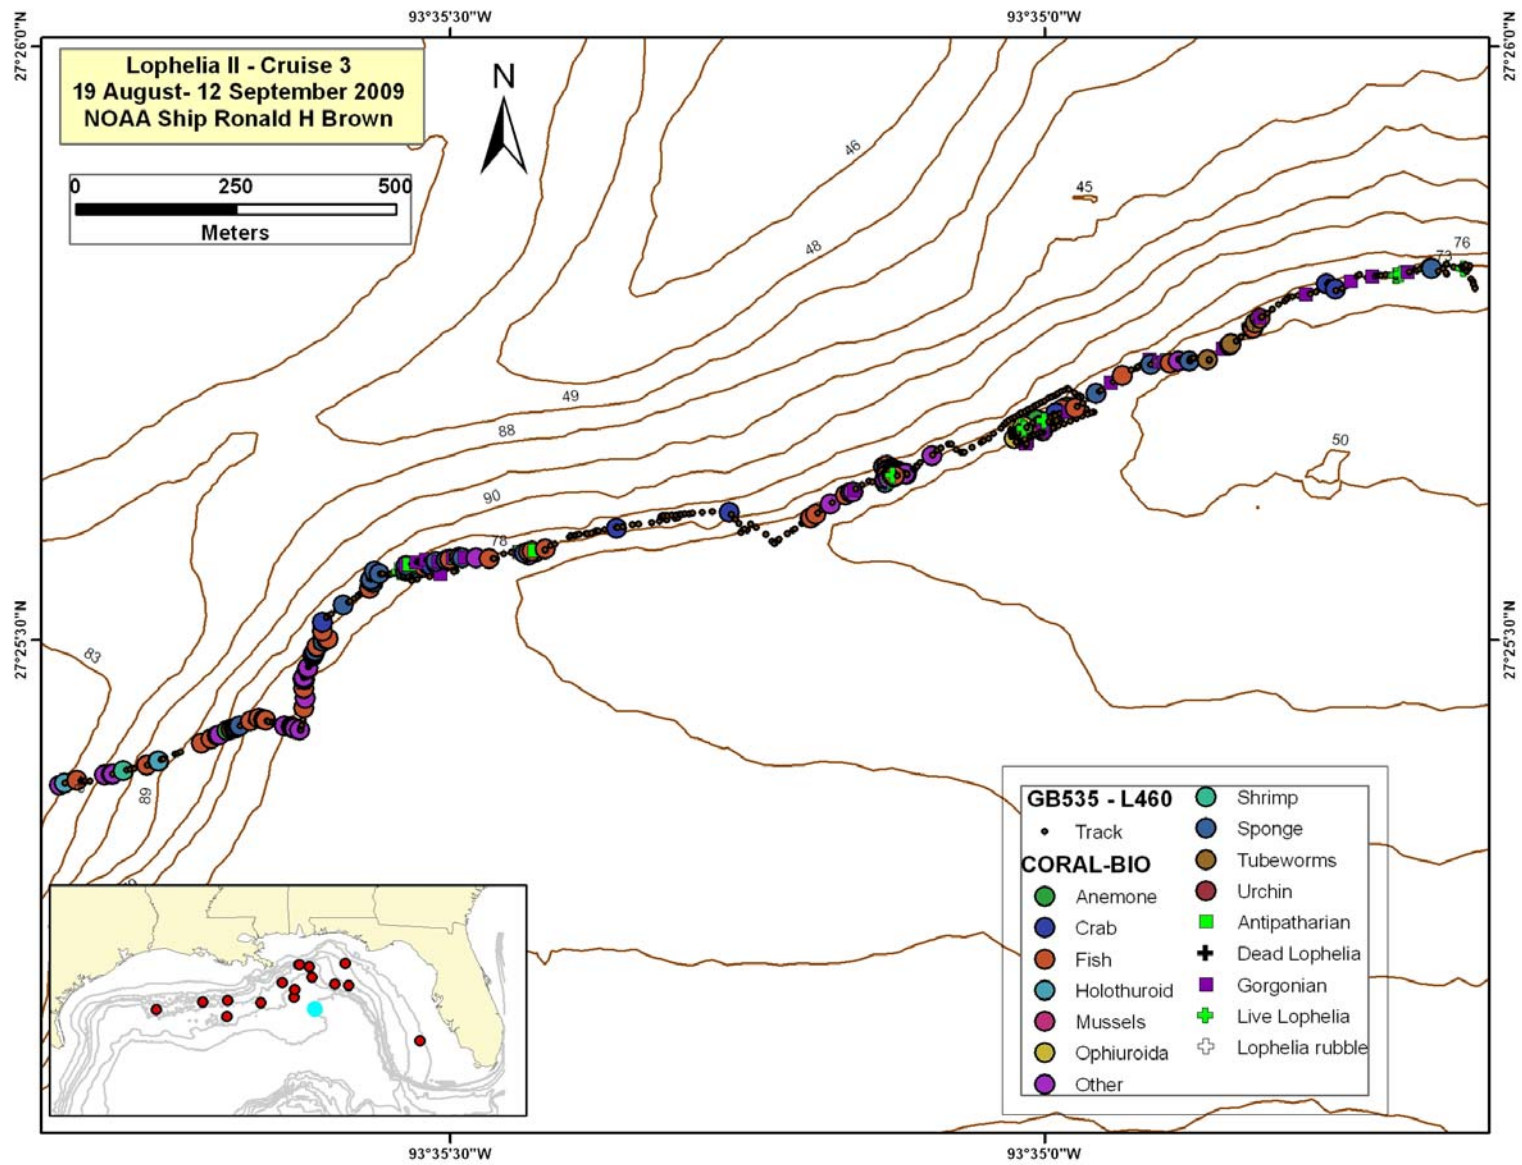 93°35'30"W
93°35'0"W
27°26'0"N
27°26'0"N
Lophelia II - Cruise 3
19 August- 12 September 2009
NOAA Ship Ronald H Brown
N
0 250 500
Meters
46
45
48
76
73
49
88
50
90
78
27°25'30"N
27°25'30"N
83
89
GB535 - L460
Track
CORAL-BIO
Anemone
Crab
Fish
Holothuroid
Mussels
Ophiuroida
Other
Shrimp
Sponge
Tubeworms
Urchin
Antipatharian
Dead Lophelia
Gorgonian
Live Lophelia
Lophelia rubble
93°35'30"W
93°35'0"W